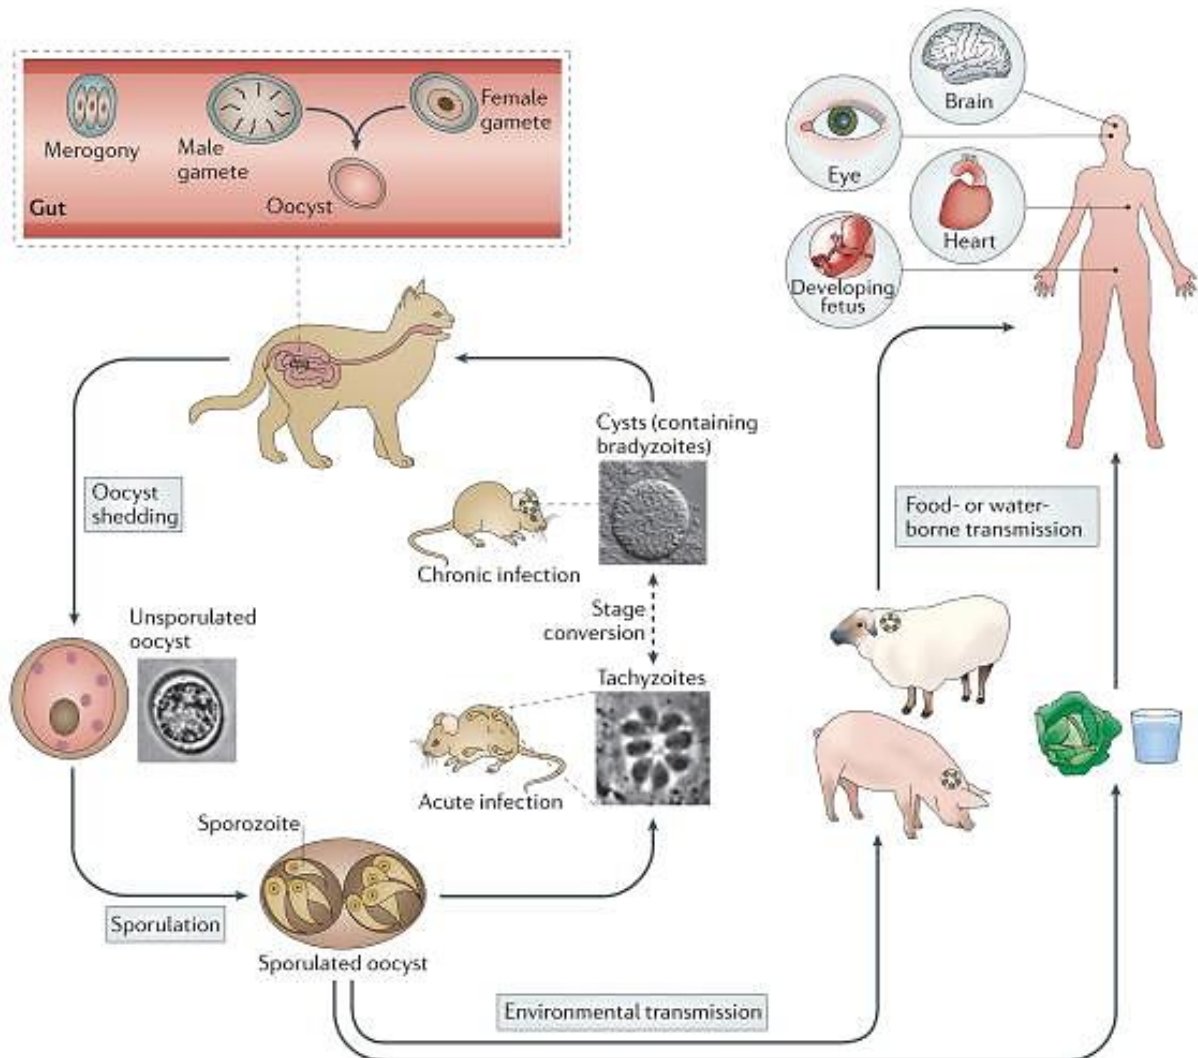 Merogony
Male
gamete
Female
gamete
Oocyst
Gut
Brain
Eye
Heart
Developing
fetus
Oocyst
shedding
Cysts (containing
bradyzoites)
Chronic infection
Stage
conversion
Food- or water-
borne transmission
Unsporulated
oocyst
Tachyzoites
Acute infection
Sporozoite
Sporulation
Sporulated oocyst
Environmental transmission